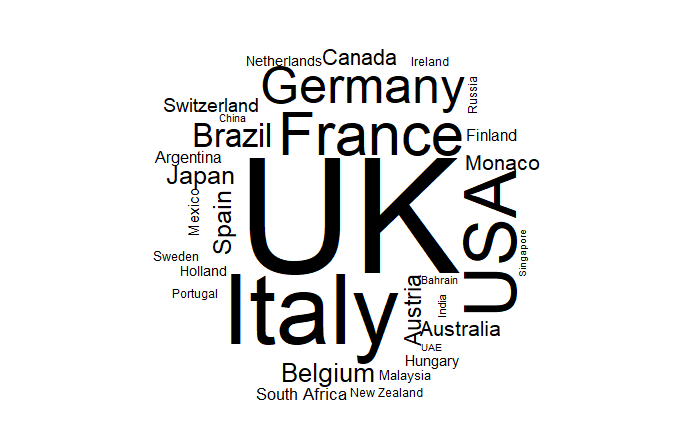 Netherlands
Canada
Ireland
Germany
Russia
Switzerland
China
Brazil
France
Finland
Argentina
Monaco
Japan
UK
USA
Mexico
Spain
Singapore
Sweden
Holland
Portugal
Italy
Austria
Bahrain
India
Australia
UAE
Hungary
Belgium
Malaysia
South Africa
New Zealand